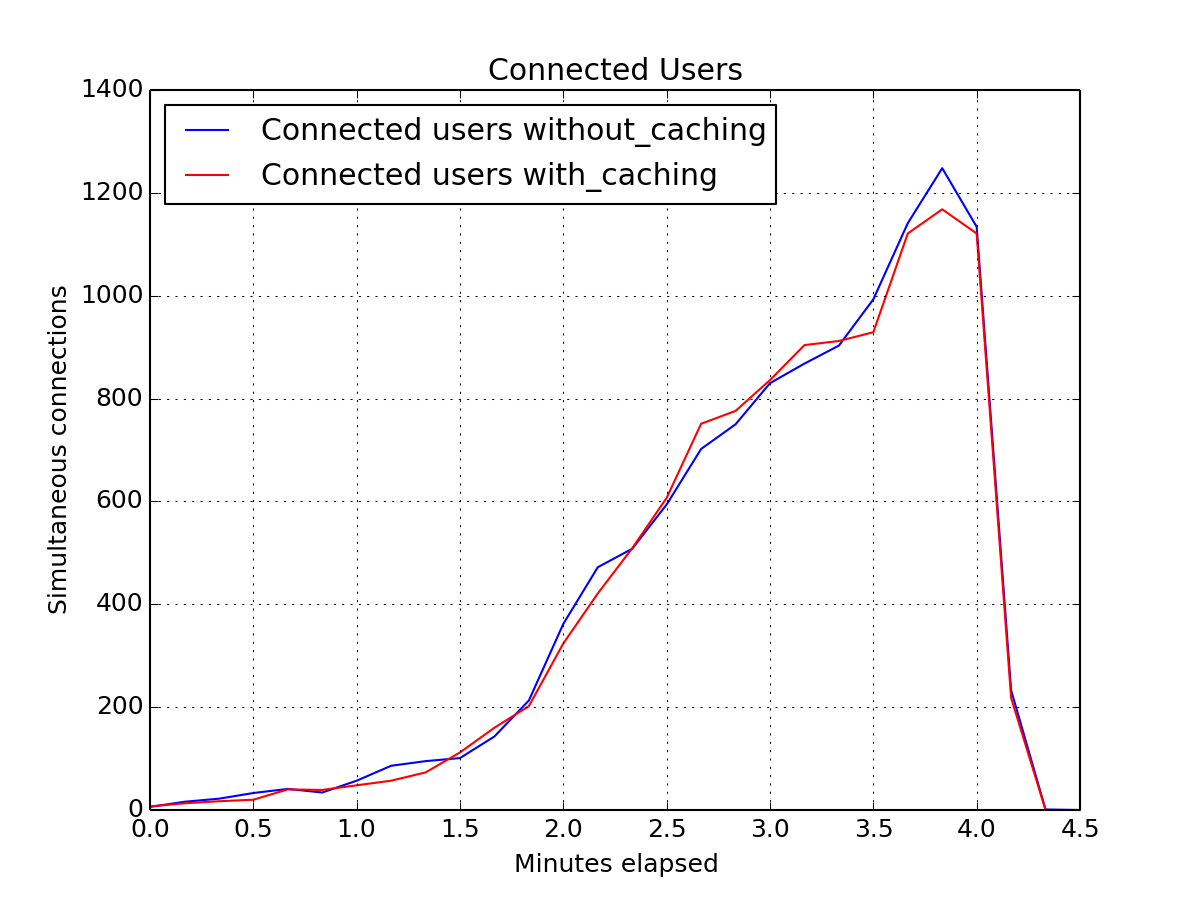 Connected Users
1400
Connected users without_caching
Connected users with_caching
1200
1000
800
600
400
200
0
Simultaneous connections
0.0 0.5 1.0 1.5 2.0 2.5 3.0 3.5 4.0 4.5
Minutes elapsed